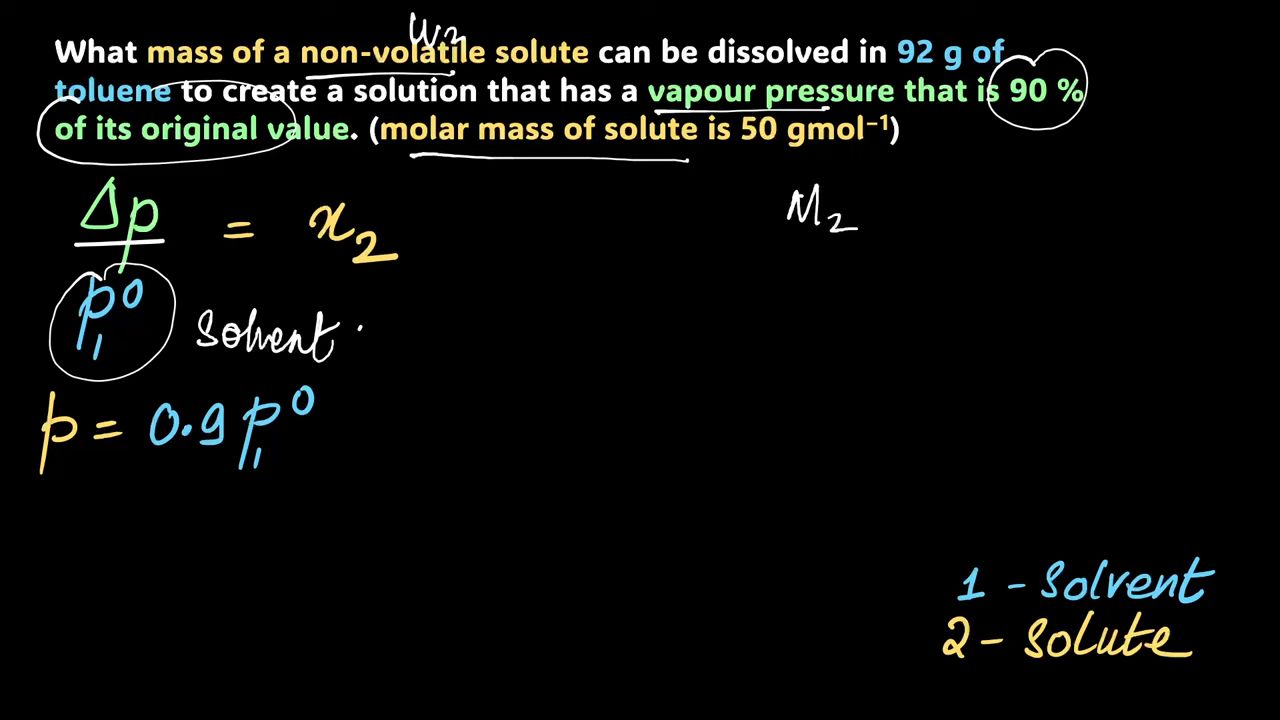 W₂
What mass of a non-volatile solute can be dissolved in 92 g of
toluene to create a solution that has a vapour pressure that is 90 %
of its original value. (molar mass of solute is 50 gmol⁻¹)
M₂
Δp
= x₂
p₁⁰
solvent .
p = 0.9 p₁⁰
1 - Solvent
2 - Solute